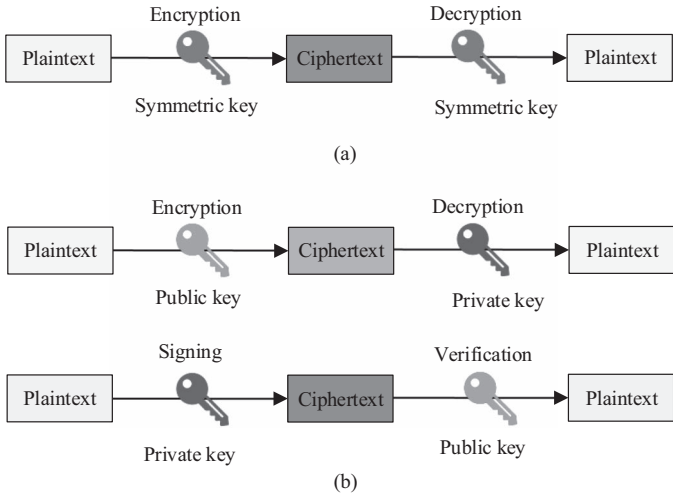 Encryption Decryption
Plaintext Ciphertext Plaintext
Symmetric key Symmetric key
(a)
Encryption Decryption
Plaintext Ciphertext Plaintext
Public key Private key
Signing Verification
Plaintext Ciphertext Plaintext
Private key Public key
(b)